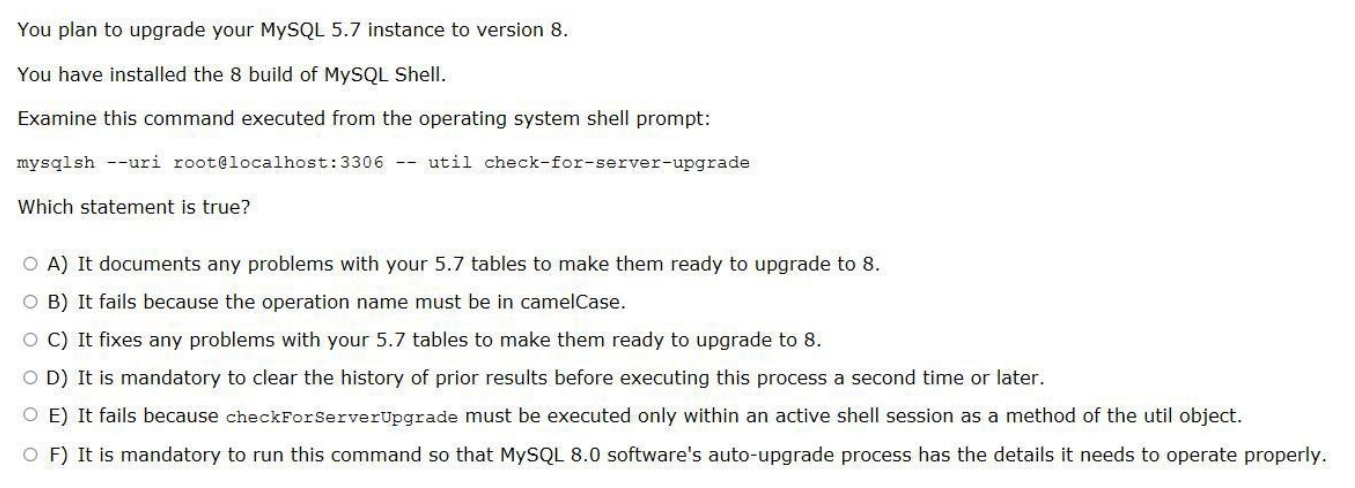 You plan to upgrade your MySQL 5.7 instance to version 8.
You have installed the 8 build of MySQL Shell.
Examine this command executed from the operating system shell prompt:
mysqlsh --uri root@localhost:3306 -- util check-for-server-upgrade
Which statement is true?
A) It documents any problems with your 5.7 tables to make them ready to upgrade to 8.
B) It fails because the operation name must be in camelCase.
C) It fixes any problems with your 5.7 tables to make them ready to upgrade to 8.
D) It is mandatory to clear the history of prior results before executing this process a second time or later.
E) It fails because checkForServerUpgrade must be executed only within an active shell session as a method of the util object.
F) It is mandatory to run this command so that MySQL 8.0 software's auto-upgrade process has the details it needs to operate properly.